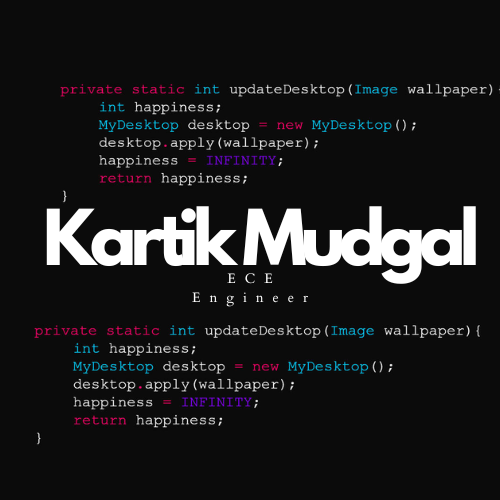 private static int updateDesktop(Image wallpaper){
int happiness;
MyDesktop desktop = new MyDesktop();
desktop.apply(wallpaper);
happiness = INFINITY;
return happiness;
}
Kartik Mudgal
ECE
Engineer
private static int updateDesktop(Image wallpaper){
int happiness;
MyDesktop desktop = new MyDesktop();
desktop.apply(wallpaper);
happiness = INFINITY;
return happiness;
}